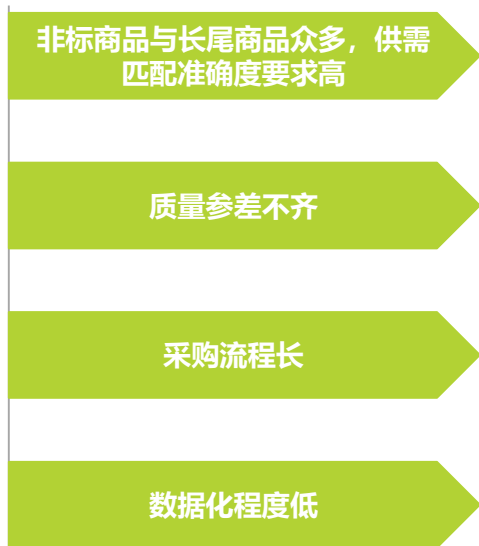 非标商品与长尾商品众多，供需
匹配准确度要求高
质量参差不齐
采购流程长
数据化程度低